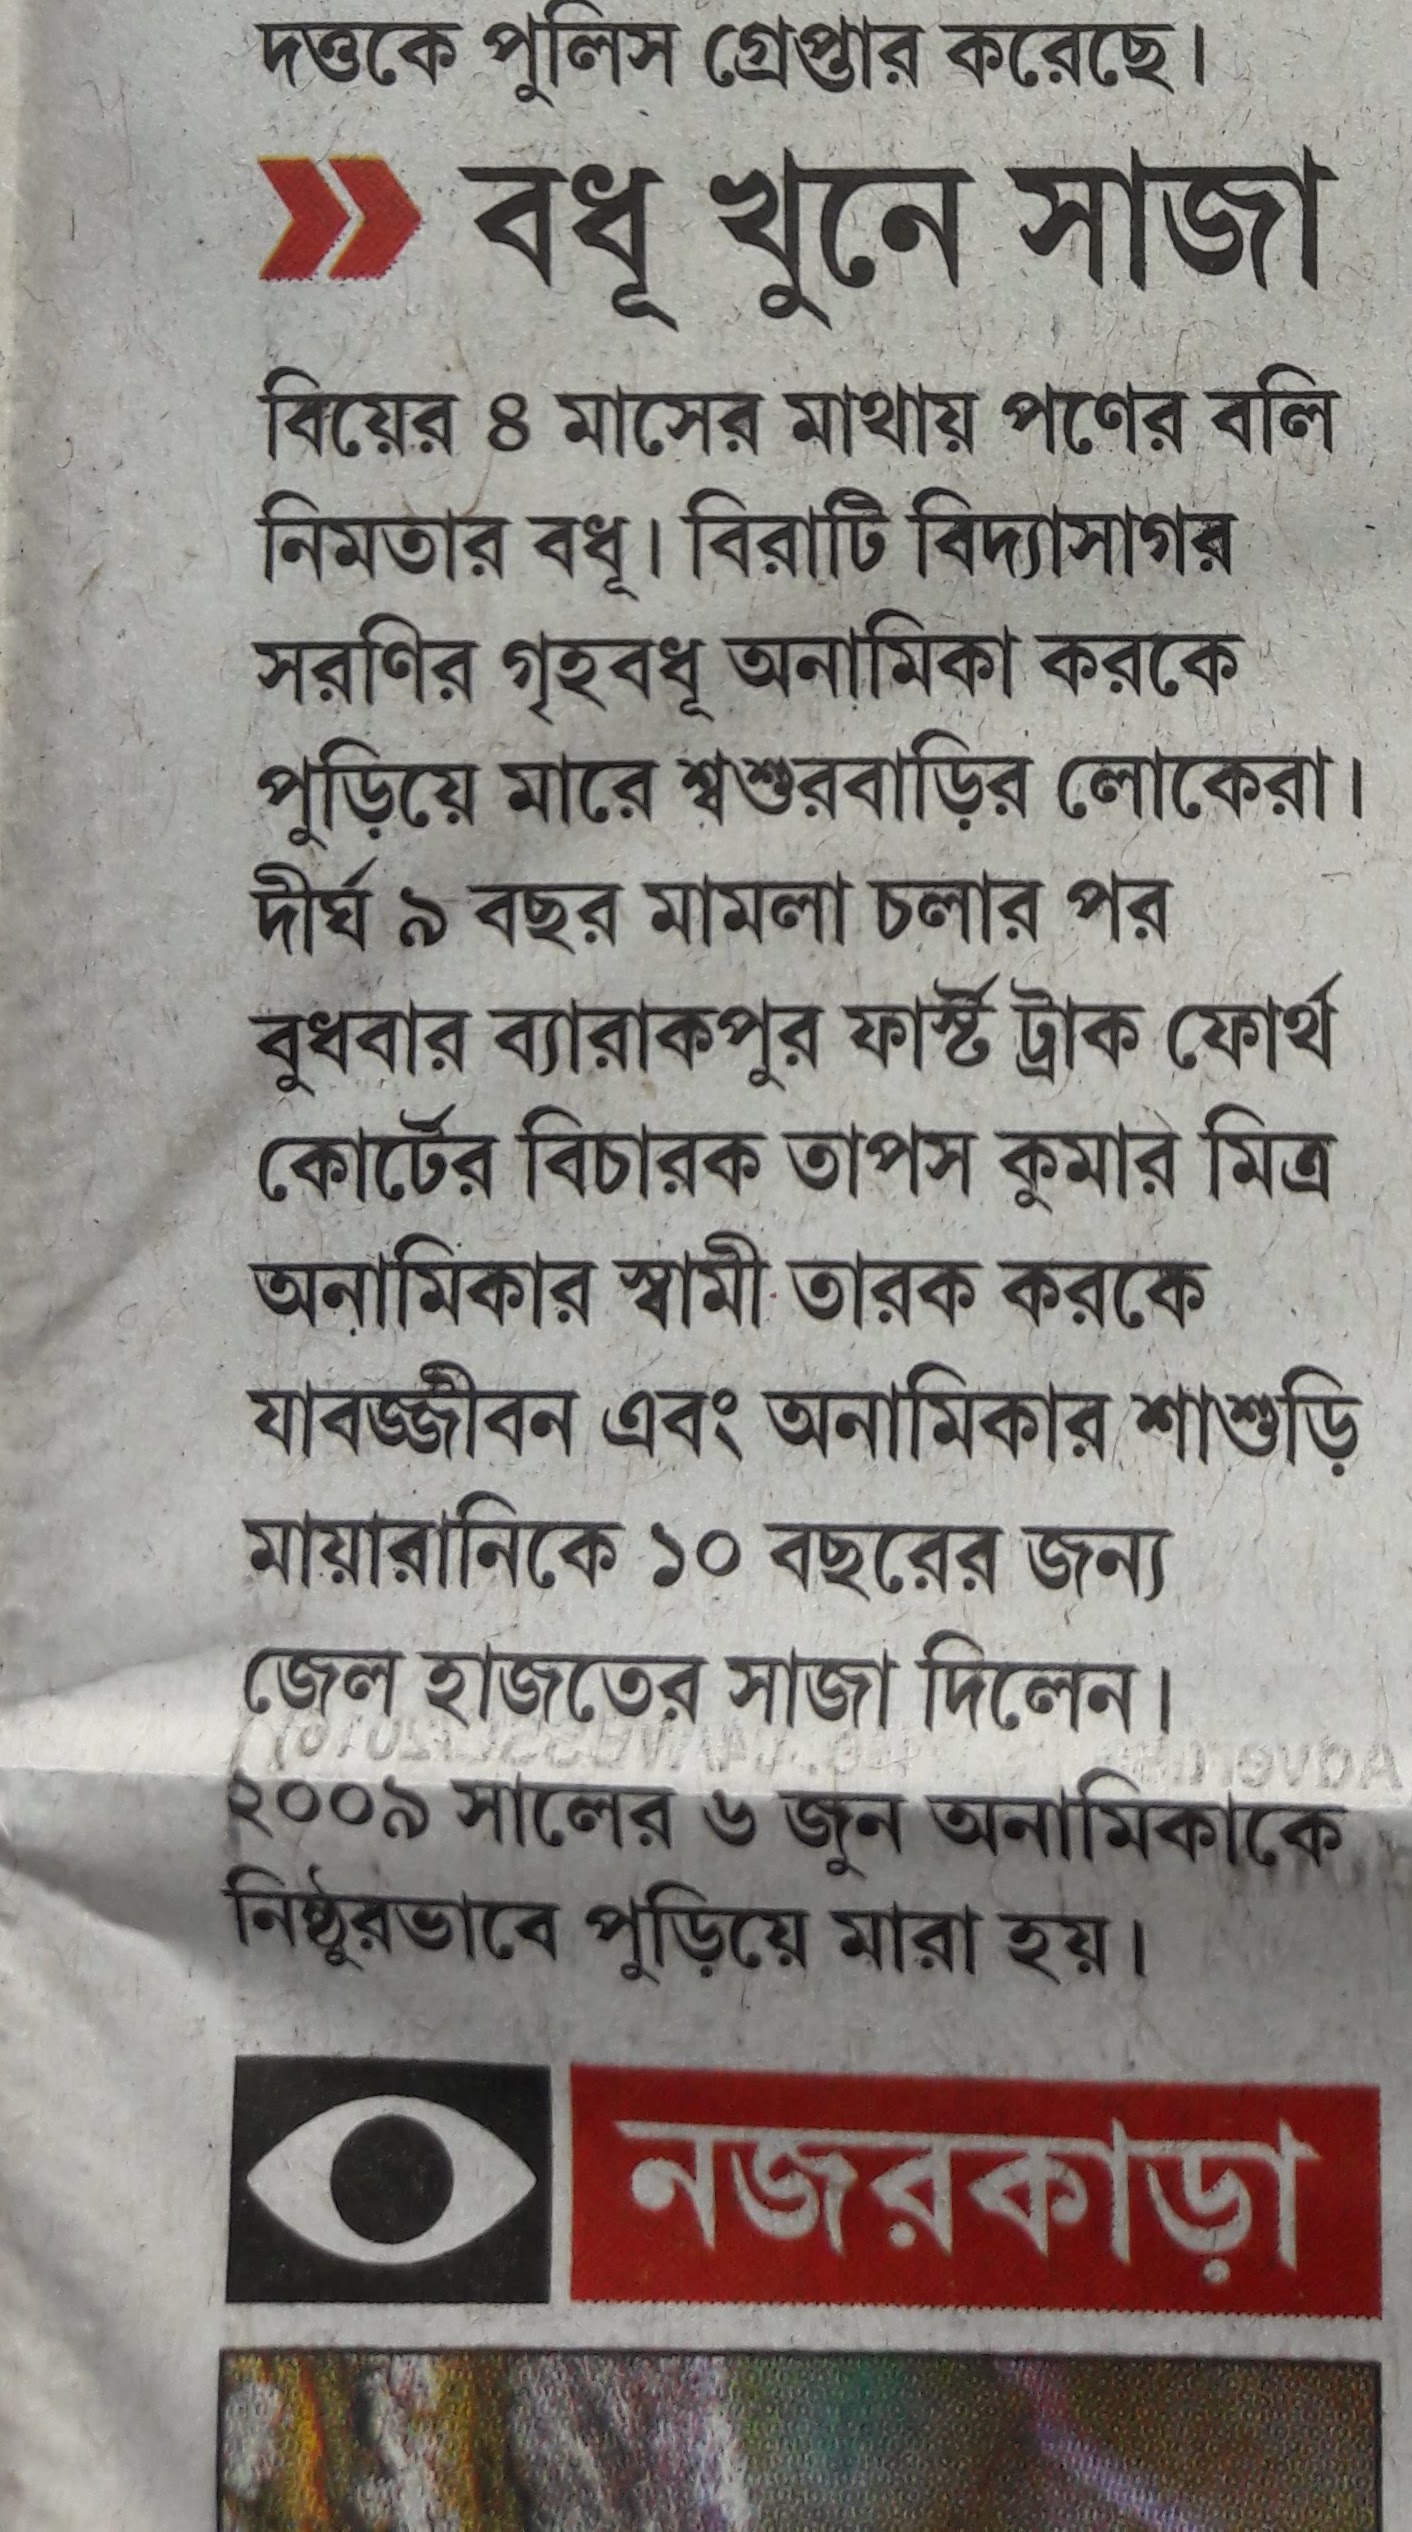 দত্তকে পুলিস গ্রেপ্তার করেছে।
বধূ খুনে সাজা
বিয়ের ৪ মাসের মাথায় পণের বলি
নিমতার বধূ। বিরাটি বিদ্যাসাগর
সরণির গৃহবধূ অনামিকা করকে
পুড়িয়ে মারে শ্বশুরবাড়ির লোকেরা।
দীর্ঘ ৯ বছর মামলা চলার পর
বুধবার ব্যারাকপুর ফার্স্ট ট্রাক ফোর্থ
কোর্টের বিচারক তাপস কুমার মিত্র
অনামিকার স্বামী তারক করকে
যাবজ্জীবন এবং অনামিকার শাশুড়ি
মায়ারানিকে ১০ বছরের জন্য
জেল হাজতের সাজা দিলেন।
২০০৯ সালের ৬ জুন অনামিকাকে
নিষ্ঠুরভাবে পুড়িয়ে মারা হয়।
নজরকাড়া